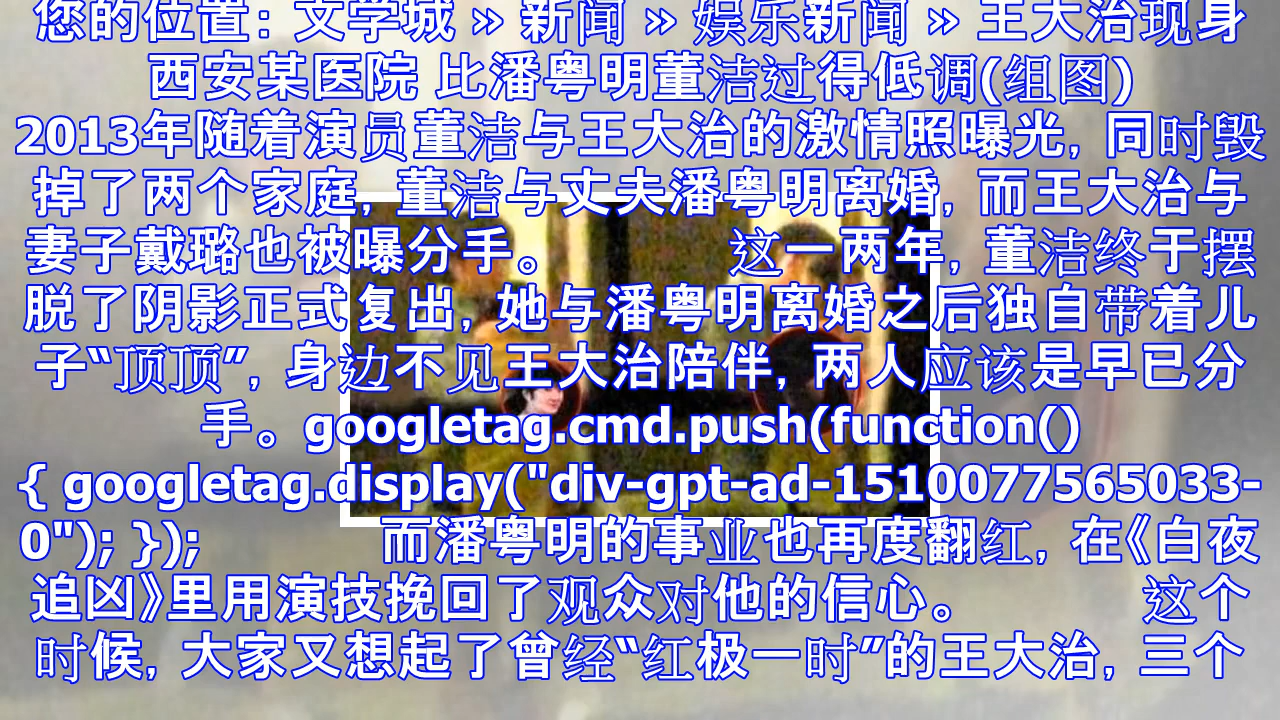 您的位置: 文学城 » 新闻 » 娱乐新闻 » 王大治现身
西安某医院 比潘粤明董洁过得低调(组图)
2013年随着演员董洁与王大治的激情照曝光, 同时毁
掉了两个家庭, 董洁与丈夫潘粤明离婚, 而王大治与
妻子戴璐也被曝分手。 这一两年, 董洁终于摆
脱了阴影正式复出, 她与潘粤明离婚之后独自带着儿
子“顶顶”, 身边不见王大治陪伴, 两人应该是早已分
手。googletag.cmd.push(function()
{ googletag.display("div-gpt-ad-1510077565033-
0"); }); 而潘粤明的事业也再度翻红, 在《白夜
追凶》里用演技挽回了观众对他的信心。 这个
时候, 大家又想起了曾经“红极一时”的王大治, 三个